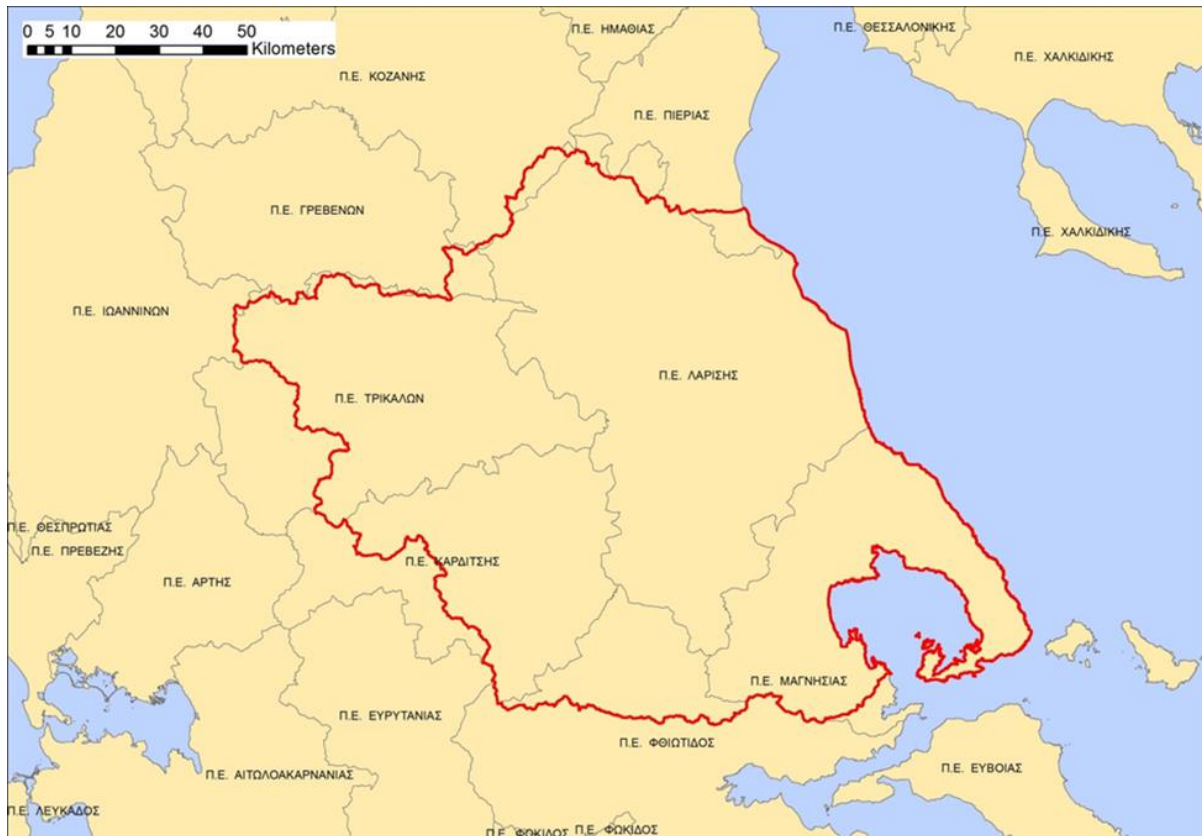 0 5 10 20 30 40 50
Kilometers
Π.Ε. ΗΜΑΘΙΑΣ
Π.Ε. ΘΕΣΣΑΛΟΝΙΚΗΣ
Π.Ε. ΧΑΛΚΙΔΙΚΗΣ
Π.Ε. ΚΟΖΑΝΗΣ
Π.Ε. ΠΙΕΡΙΑΣ
Π.Ε. ΓΡΕΒΕΝΩΝ
Π.Ε. ΧΑΛΚΙΔΙΚΗΣ
Π.Ε. ΙΩΑΝΝΙΝΩΝ
Π.Ε. ΛΑΡΙΣΗΣ
Π.Ε. ΤΡΙΚΑΛΩΝ
Π.Ε. ΘΕΣΠΡΩΤΙΑΣ
Π.Ε. ΠΡΕΒΕΖΗΣ
Π.Ε. ΚΑΡΔΙΤΣΗΣ
Π.Ε. ΑΡΤΗΣ
Π.Ε. ΜΑΓΝΗΣΙΑΣ
Π.Ε. ΕΥΡΥΤΑΝΙΑΣ
Π.Ε. ΦΘΙΩΤΙΔΟΣ
Π.Ε. ΕΥΒΟΙΑΣ
Π.Ε. ΑΙΤΩΛΟΑΚΑΡΝΑΝΙΑΣ
Π.Ε. ΛΕΥΚΑΔΟΣ
Π.Ε. ΦΩΚΙΔΟΣ
Π.Ε. ΦΩΚΙΔΟΣ